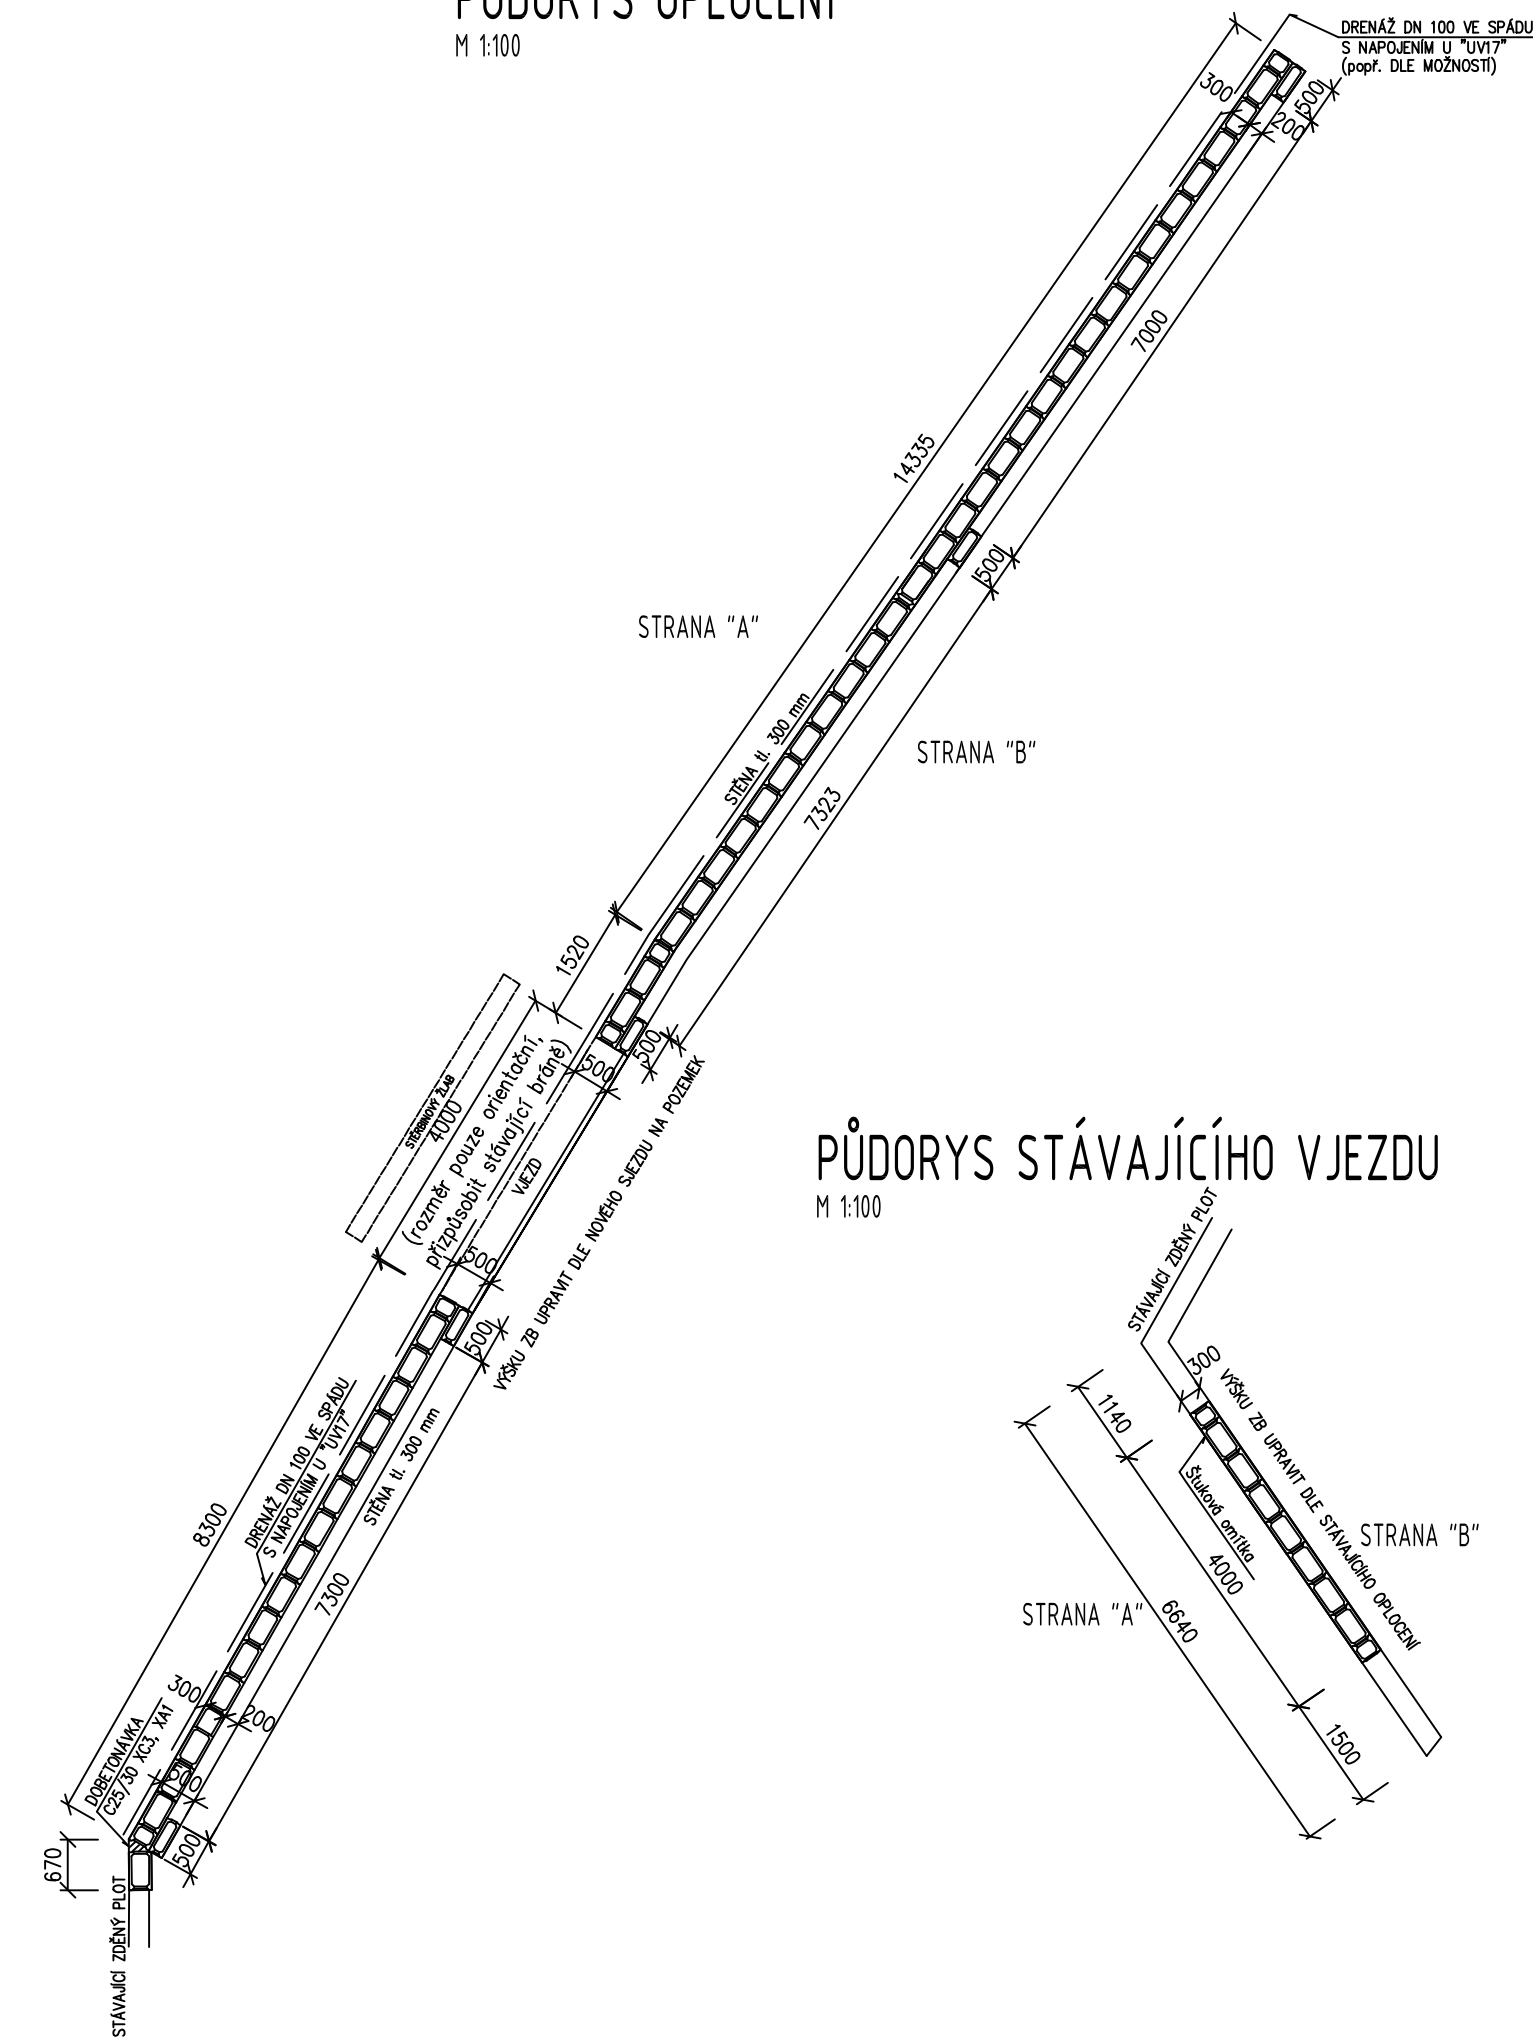 PŮDORYS OPLOCENÍ
M 1:100
DRENÁŽ DN 100 VE SPÁDU
S NAPOJENÍM U "UV17"
(popř. DLE MOŽNOSTÍ)
300
500
200
7000
14335
500
STRANA "A"
STĚNA tl. 300 mm
STRANA "B"
7323
1520
500
500
ŠTĚRBINOVÝ ŽLAB
4000
(rozměr pouze orientační,
přizpůsobit stávající bráně)
VJEZD
VÝŠKU ZB UPRAVIT DLE NOVÉHO SJEZDU NA POZEMEK
500
500
DRENÁŽ DN 100 VE SPÁDU
S NAPOJENÍM U "UV17"
STĚNA tl. 300 mm
8300
7300
300
200
DOBETONÁVKA
C25/30 XC3, XA1
200
500
670
STÁVAJÍCÍ ZDĚNÝ PLOT
PŮDORYS STÁVAJÍCÍHO VJEZDU
M 1:100
STÁVAJÍCÍ ZDĚNÝ PLOT
300
VÝŠKU ZB UPRAVIT DLE STÁVAJÍCÍHO OPLOCENÍ
1140
Štuková omítka
STRANA "B"
4000
STRANA "A"
6640
1500